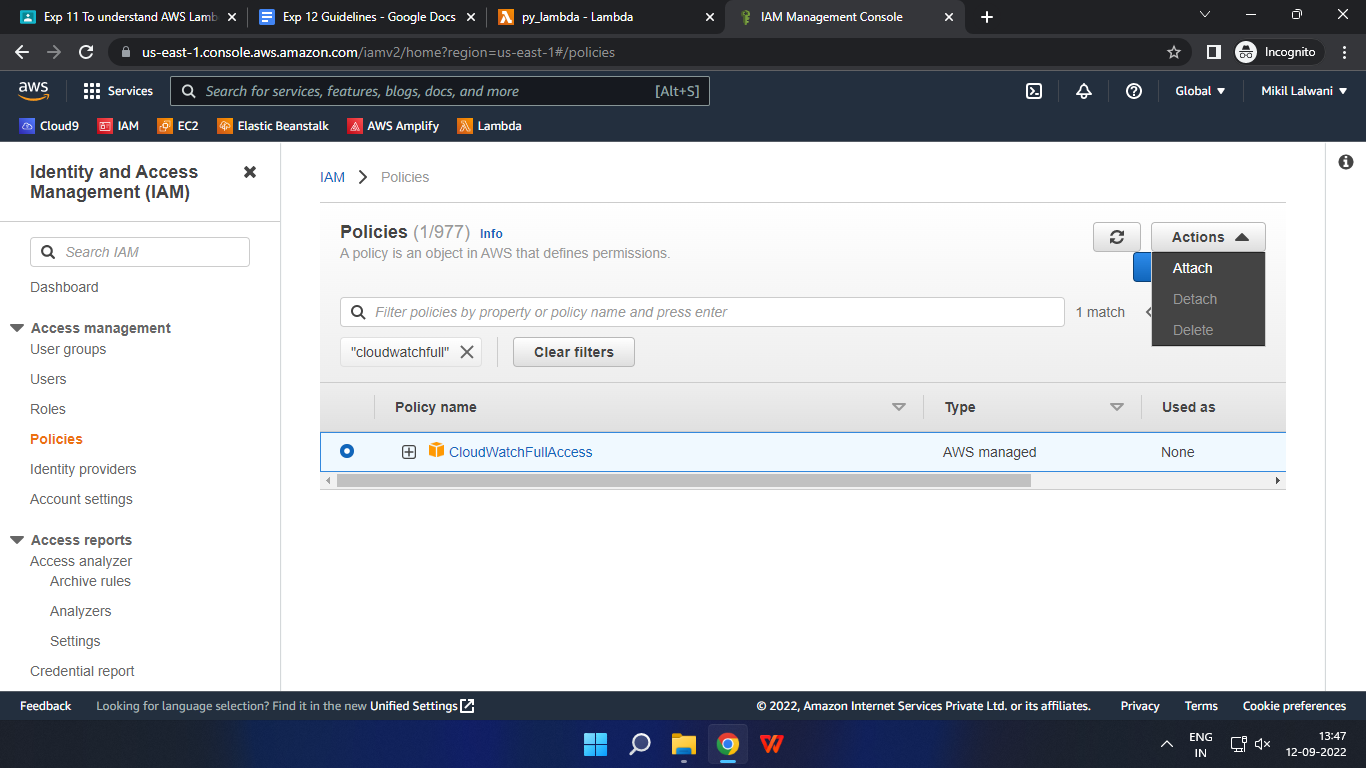 Exp 11 To understand AWS Lamb
Exp 12 Guidelines - Google Docs
py_lambda - Lambda
IAM Management Console
us-east-1.console.aws.amazon.com/iamv2/home?region=us-east-1#/policies
Incognito
aws
Services
Search for services, features, blogs, docs, and more
[Alt+S]
Global
Mikil Lalwani
Cloud9
IAM
EC2
Elastic Beanstalk
AWS Amplify
Lambda
Identity and Access
Management (IAM)
Search IAM
Dashboard
Access management
User groups
Users
Roles
Policies
Identity providers
Account settings
Access reports
Access analyzer
Archive rules
Analyzers
Settings
Credential report
IAM
Policies
Policies (1/977) Info
A policy is an object in AWS that defines permissions.
Actions
Attach
Detach
Delete
Filter policies by property or policy name and press enter
1 match
"cloudwatchfull"
Clear filters
Policy name
Type
Used as
CloudWatchFullAccess
AWS managed
None
Feedback
Looking for language selection? Find it in the new Unified Settings
© 2022, Amazon Internet Services Private Ltd. or its affiliates.
Privacy
Terms
Cookie preferences
ENG
IN
13:47
12-09-2022